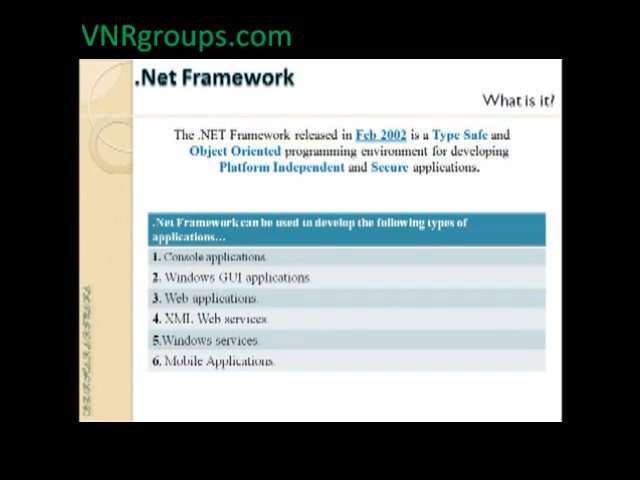 VNRgroups.com
.Net Framework
What is it?
The .NET Framework released in Feb 2002 is a Type Safe and
Object Oriented programming environment for developing
Platform Independent and Secure applications.
.Net Framework can be used to develop the following types of
applications...
1. Console applications.
2. Windows GUI applications.
3. Web applications.
4. XML Web services.
5.Windows services.
6. Mobile Applications.